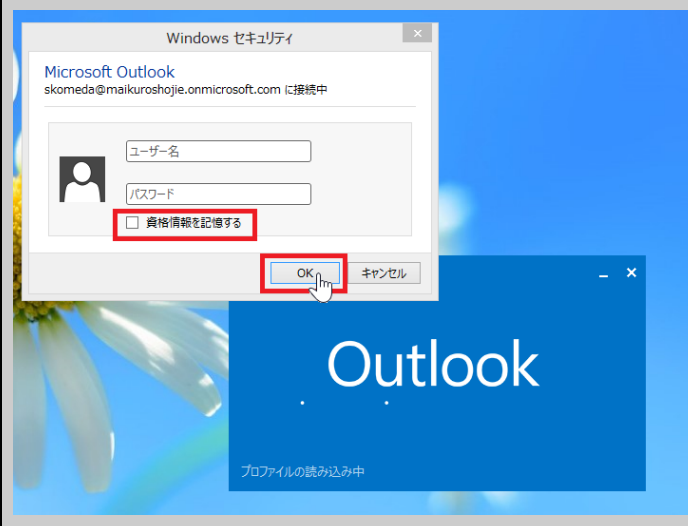 Windows セキュリティ
Microsoft Outlook
skomeda@maikuroshojie.onmicrosoft.com に接続中
ユーザー名
パスワード
資格情報を記憶する
OK
キャンセル
Outlook
プロファイルの読み込み中